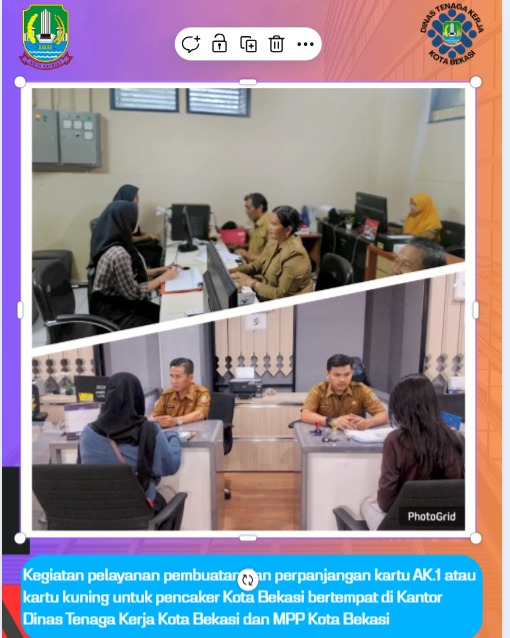 DINAS TENAGA KERJA
KOTA BEKASI
PhotoGrid
Kegiatan pelayanan pembuatan dan perpanjangan kartu AK.1 atau
kartu kuning untuk pencaker Kota Bekasi bertempat di Kantor
Dinas Tenaga Kerja Kota Bekasi dan MPP Kota Bekasi